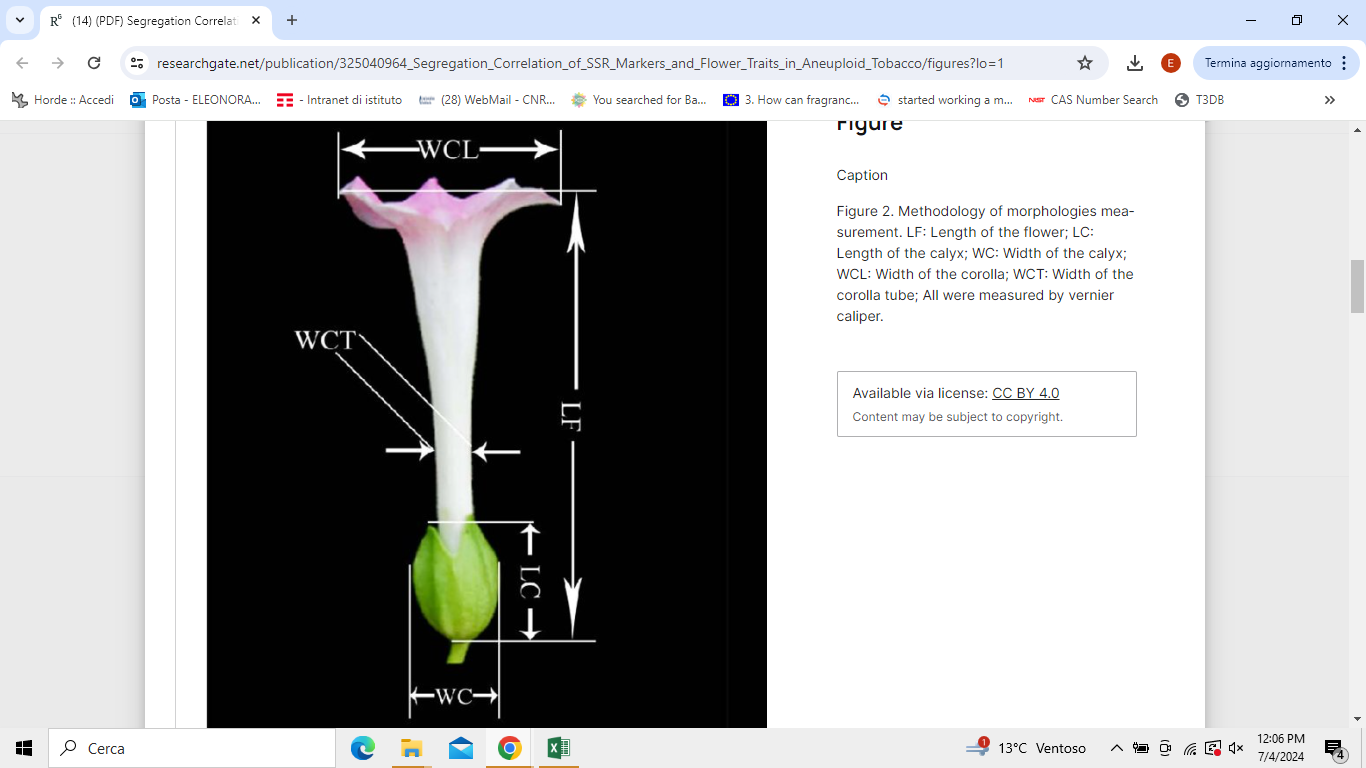 (14) (PDF) Segregation Correlat
researchgate.net/publication/325040964_Segregation_Correlation_of_SSR_Markers_and_Flower_Traits_in_Aneuploid_Tobacco/figures?lo=1
E
Termina aggiornamento
Horde :: Accedi
Posta - ELEONORA...
- Intranet di istituto
(28) WebMail - CNR...
You searched for Ba...
3. How can fragranc...
started working a m...
NIST
CAS Number Search
T3DB
Figure
Caption
Figure 2. Methodology of morphologies mea-
surement. LF: Length of the flower; LC:
Length of the calyx; WC: Width of the calyx;
WCL: Width of the corolla; WCT: Width of the
corolla tube; All were measured by vernier
caliper.
Available via license: CC BY 4.0
Content may be subject to copyright.
WCL
WCT
LF
LC
WC
Cerca
1
13°C Ventoso
12:06 PM
7/4/2024
4